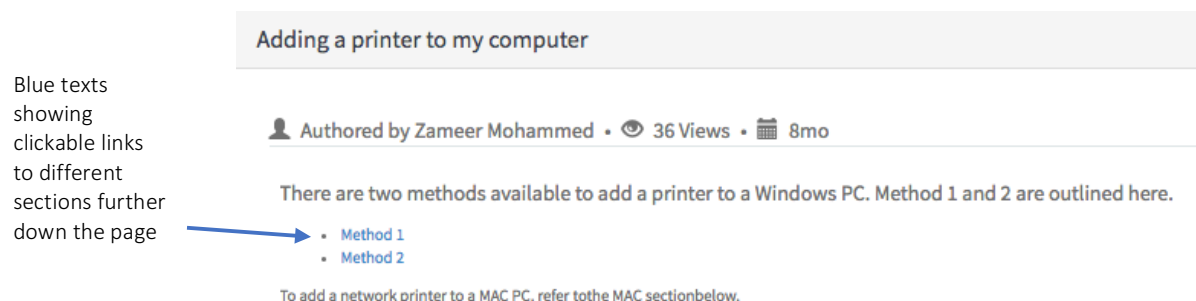 Adding a printer to my computer
Blue texts
showing
clickable links
to different
sections further
down the page
Authored by Zameer Mohammed • 36 Views • 8mo
There are two methods available to add a printer to a Windows PC. Method 1 and 2 are outlined here.
• Method 1
• Method 2
To add a network printer to a MAC PC, refer tothe MAC sectionbelow.